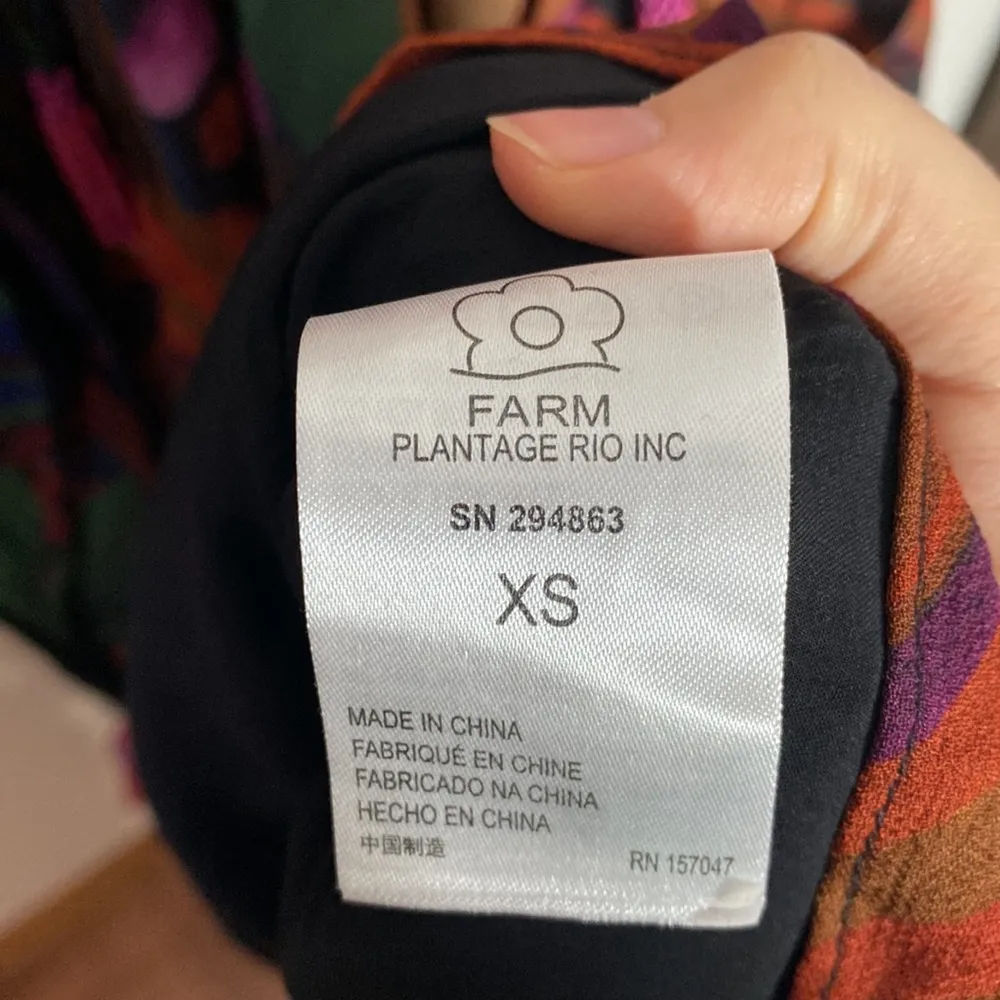 FARM
PLANTAGE RIO INC
SN 294863
XS
MADE IN CHINA
FABRIQUÉ EN CHINE
FABRICADO NA CHINA
HECHO EN CHINA
中国制造
RN 157047